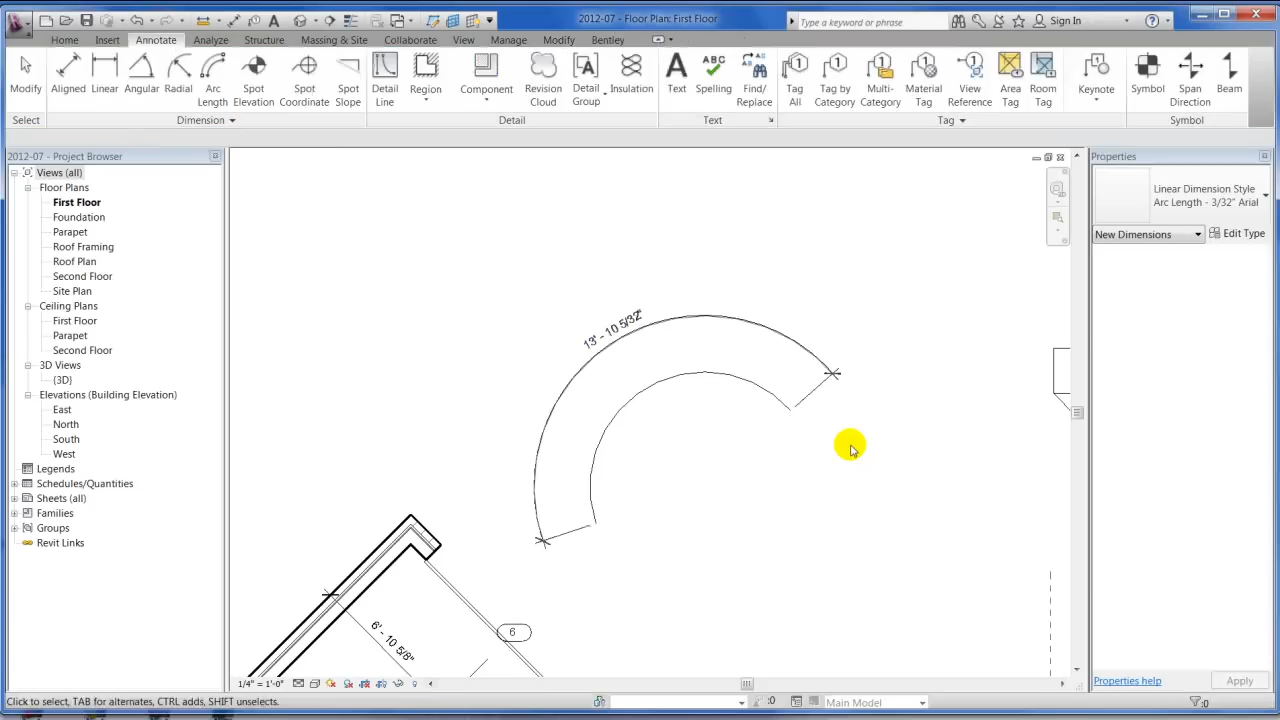 2012-07 - Floor Plan: First Floor
Type a keyword or phrase
Sign In
Home Insert Annotate Analyze Structure Massing & Site Collaborate View Manage Modify Bentley
Modify
Aligned
Linear
Angular
Radial
Arc Length
Spot Elevation
Spot Coordinate
Spot Slope
Detail Line
Region
Component
Revision Cloud
Detail Group
Insulation
Text
ABC
Spelling
Find/ Replace
Tag All
Tag by Category
Multi- Category
Material Tag
View Reference
Area Tag
Room Tag
Keynote
Symbol
Span Direction
Beam
Select
Dimension
Detail
Text
Tag
Symbol
2012-07 - Project Browser
Views (all)
Floor Plans
First Floor
Foundation
Parapet
Roof Framing
Roof Plan
Second Floor
Site Plan
Ceiling Plans
First Floor
Parapet
Second Floor
3D Views
{3D}
Elevations (Building Elevation)
East
North
South
West
Legends
Schedules/Quantities
Sheets (all)
Families
Groups
Revit Links
13' - 10 5/32"
6' - 10 5/8"
6
Properties
Linear Dimension Style
Arc Length - 3/32" Arial
New Dimensions
Edit Type
Properties help
Apply
1/4" = 1'-0"
Click to select, TAB for alternates, CTRL adds, SHIFT unselects.
:0
Main Model
:0